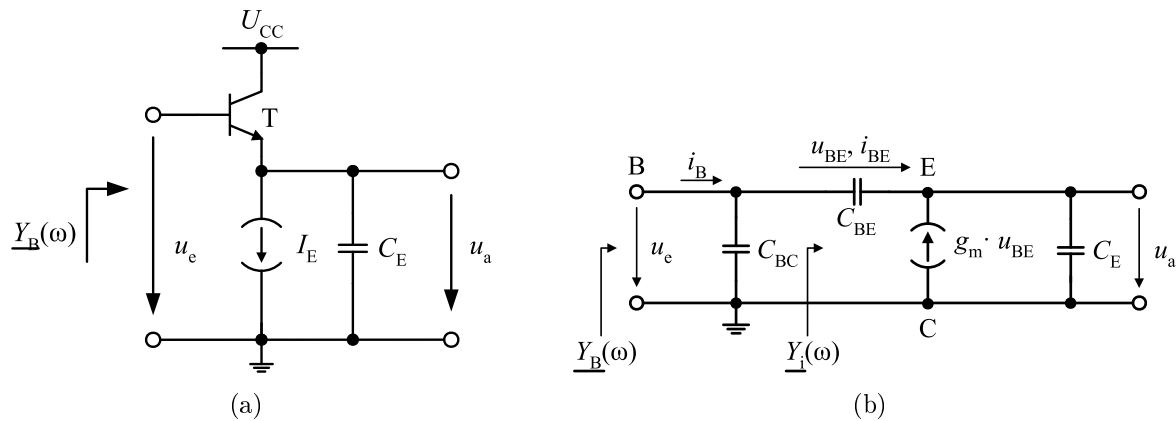 U_CC
T
Y_B(ω)
u_e
I_E
C_E
u_a
(a)
B
i_B
u_BE, i_BE
E
C_BE
u_e
C_BC
g_m · u_BE
C_E
u_a
C
Y_B(ω)
Y_i(ω)
(b)